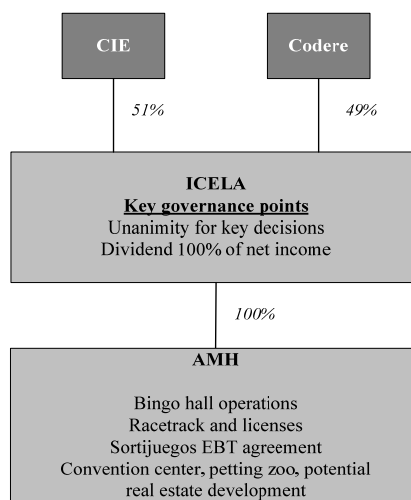 CIE
Codere
51%
49%
ICELA
Key governance points
Unanimity for key decisions
Dividend 100% of net income
100%
AMH
Bingo hall operations
Racetrack and licenses
Sortijuegos EBT agreement
Convention center, petting zoo, potential
real estate development